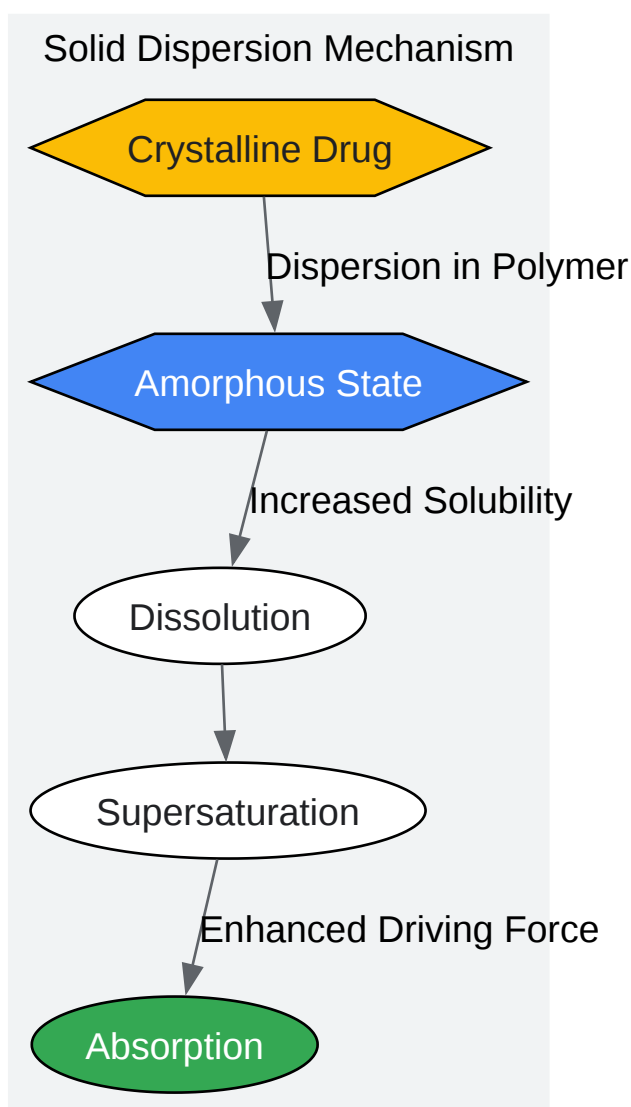 Solid Dispersion Mechanism
Crystalline Drug
Dispersion in Polymer
Amorphous State
Increased Solubility
Dissolution
Supersaturation
Enhanced Driving Force
Absorption